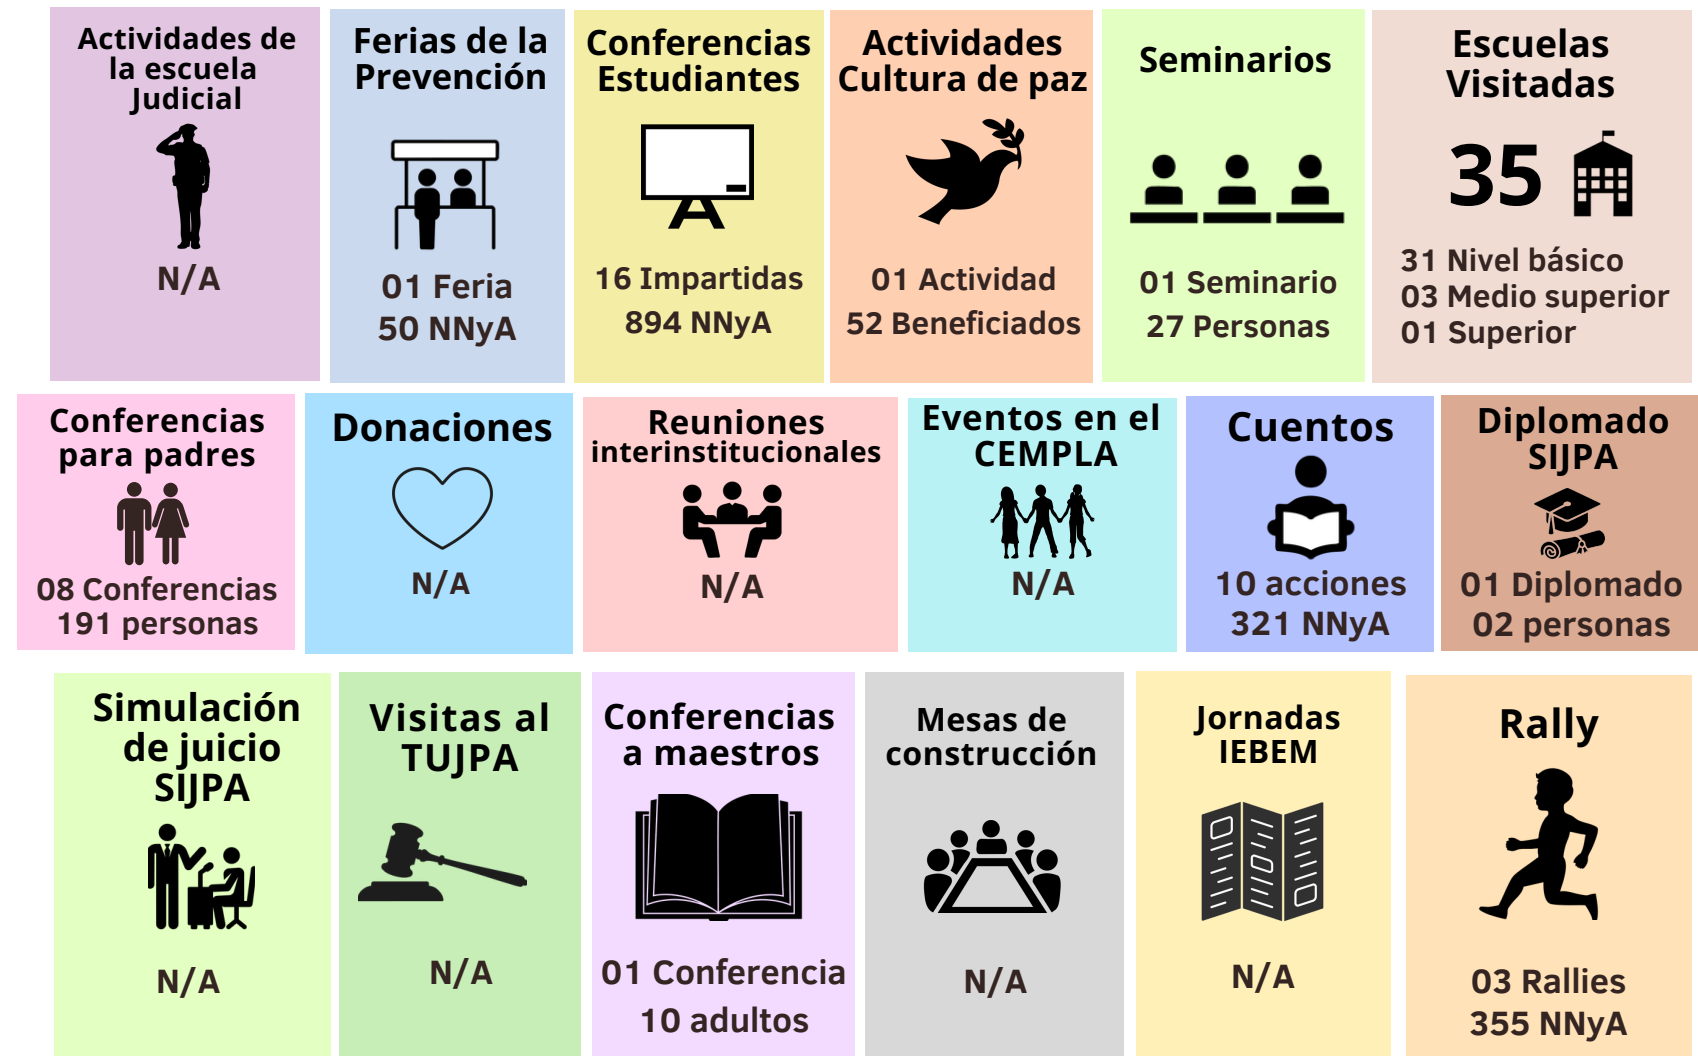 Actividades de
la escuela
Judicial
N/A
Ferias de la
Prevención
01 Feria
50 NNyA
Conferencias
Estudiantes
16 Impartidas
894 NNyA
Actividades
Cultura de paz
01 Actividad
52 Beneficiados
Seminarios
01 Seminario
27 Personas
Escuelas
Visitadas
35
31 Nivel básico
03 Medio superior
01 Superior
Conferencias
para padres
08 Conferencias
191 personas
Donaciones
N/A
Reuniones
interinstitucionales
N/A
Eventos en el
CEMPLA
N/A
Cuentos
10 acciones
321 NNyA
Diplomado
SIJPA
01 Diplomado
02 personas
Simulación
de juicio
SIJPA
N/A
Visitas al
TUJPA
N/A
Conferencias
a maestros
01 Conferencia
10 adultos
Mesas de
construcción
N/A
Jornadas
IEBEM
N/A
Rally
03 Rallies
355 NNyA